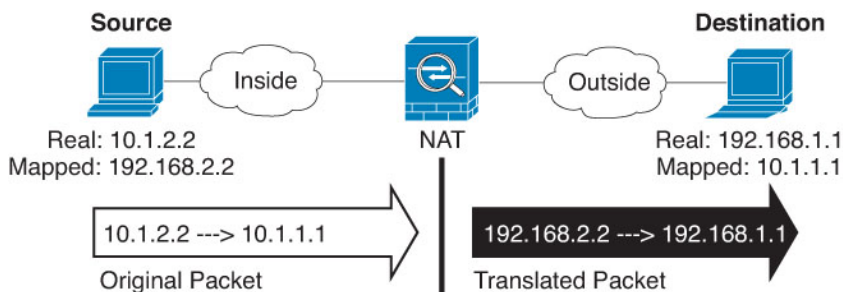 Source
Destination
Inside
Outside
Real: 10.1.2.2
Mapped: 192.168.2.2
NAT
Real: 192.168.1.1
Mapped: 10.1.1.1
10.1.2.2 ---> 10.1.1.1
192.168.2.2 ---> 192.168.1.1
Original Packet
Translated Packet